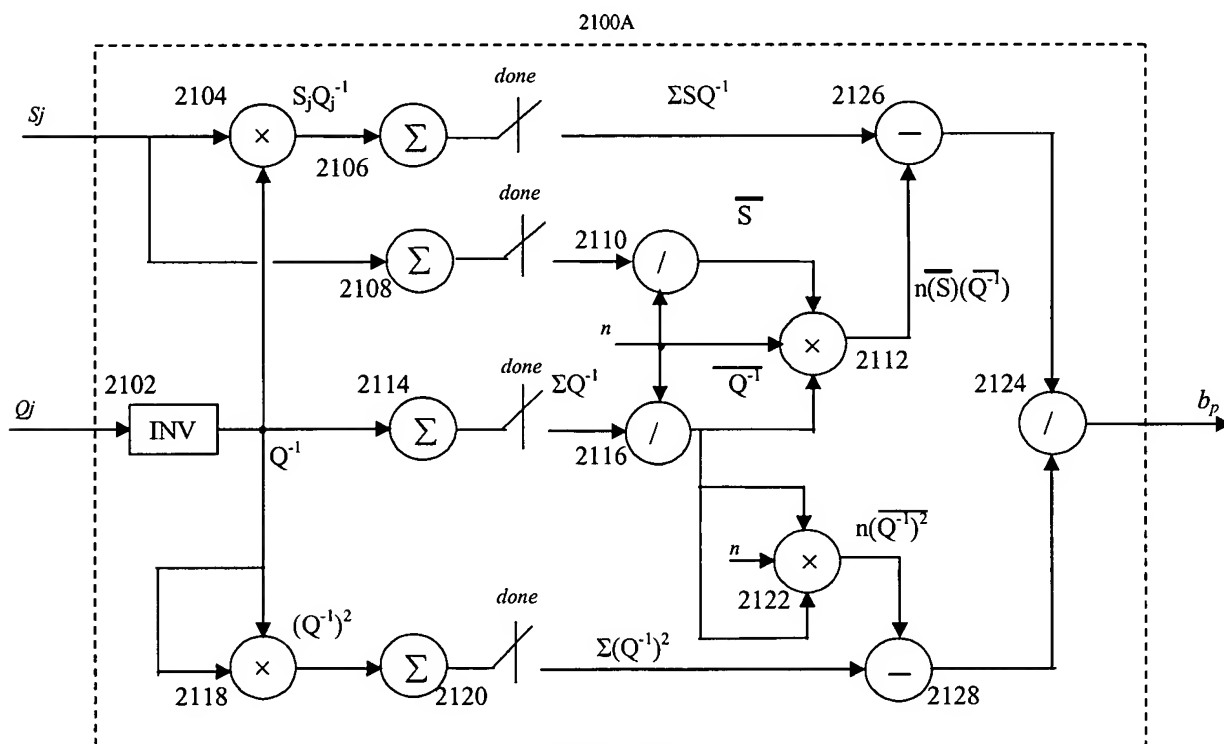 2100A
2104
S_jQ_j^-1
done
ΣSQ^-1
2126
Sj
×
Σ
−
2106
done
S̅
2110
Σ
/
2108
n(S̅)(Q̅^-1)
n
×
2112
2102
2114
done
ΣQ^-1
Q̅^-1
2124
Qj
INV
Σ
/
/
b_p
Q^-1
2116
n(Q̅^-1)^2
n
×
2122
done
(Q^-1)^2
Σ(Q^-1)^2
×
Σ
−
2118
2120
2128